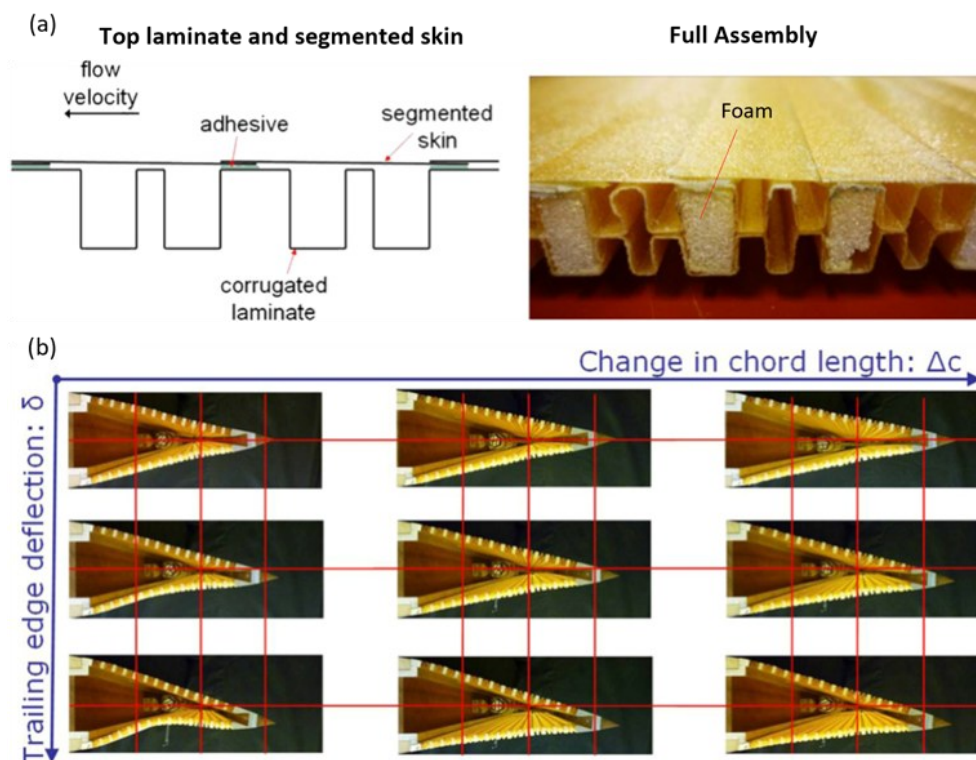 (a)
Top laminate and segmented skin
Full Assembly
flow
velocity
adhesive
segmented
skin
corrugated
laminate
Foam
(b)
Change in chord length: Δc
Trailing edge deflection: δ